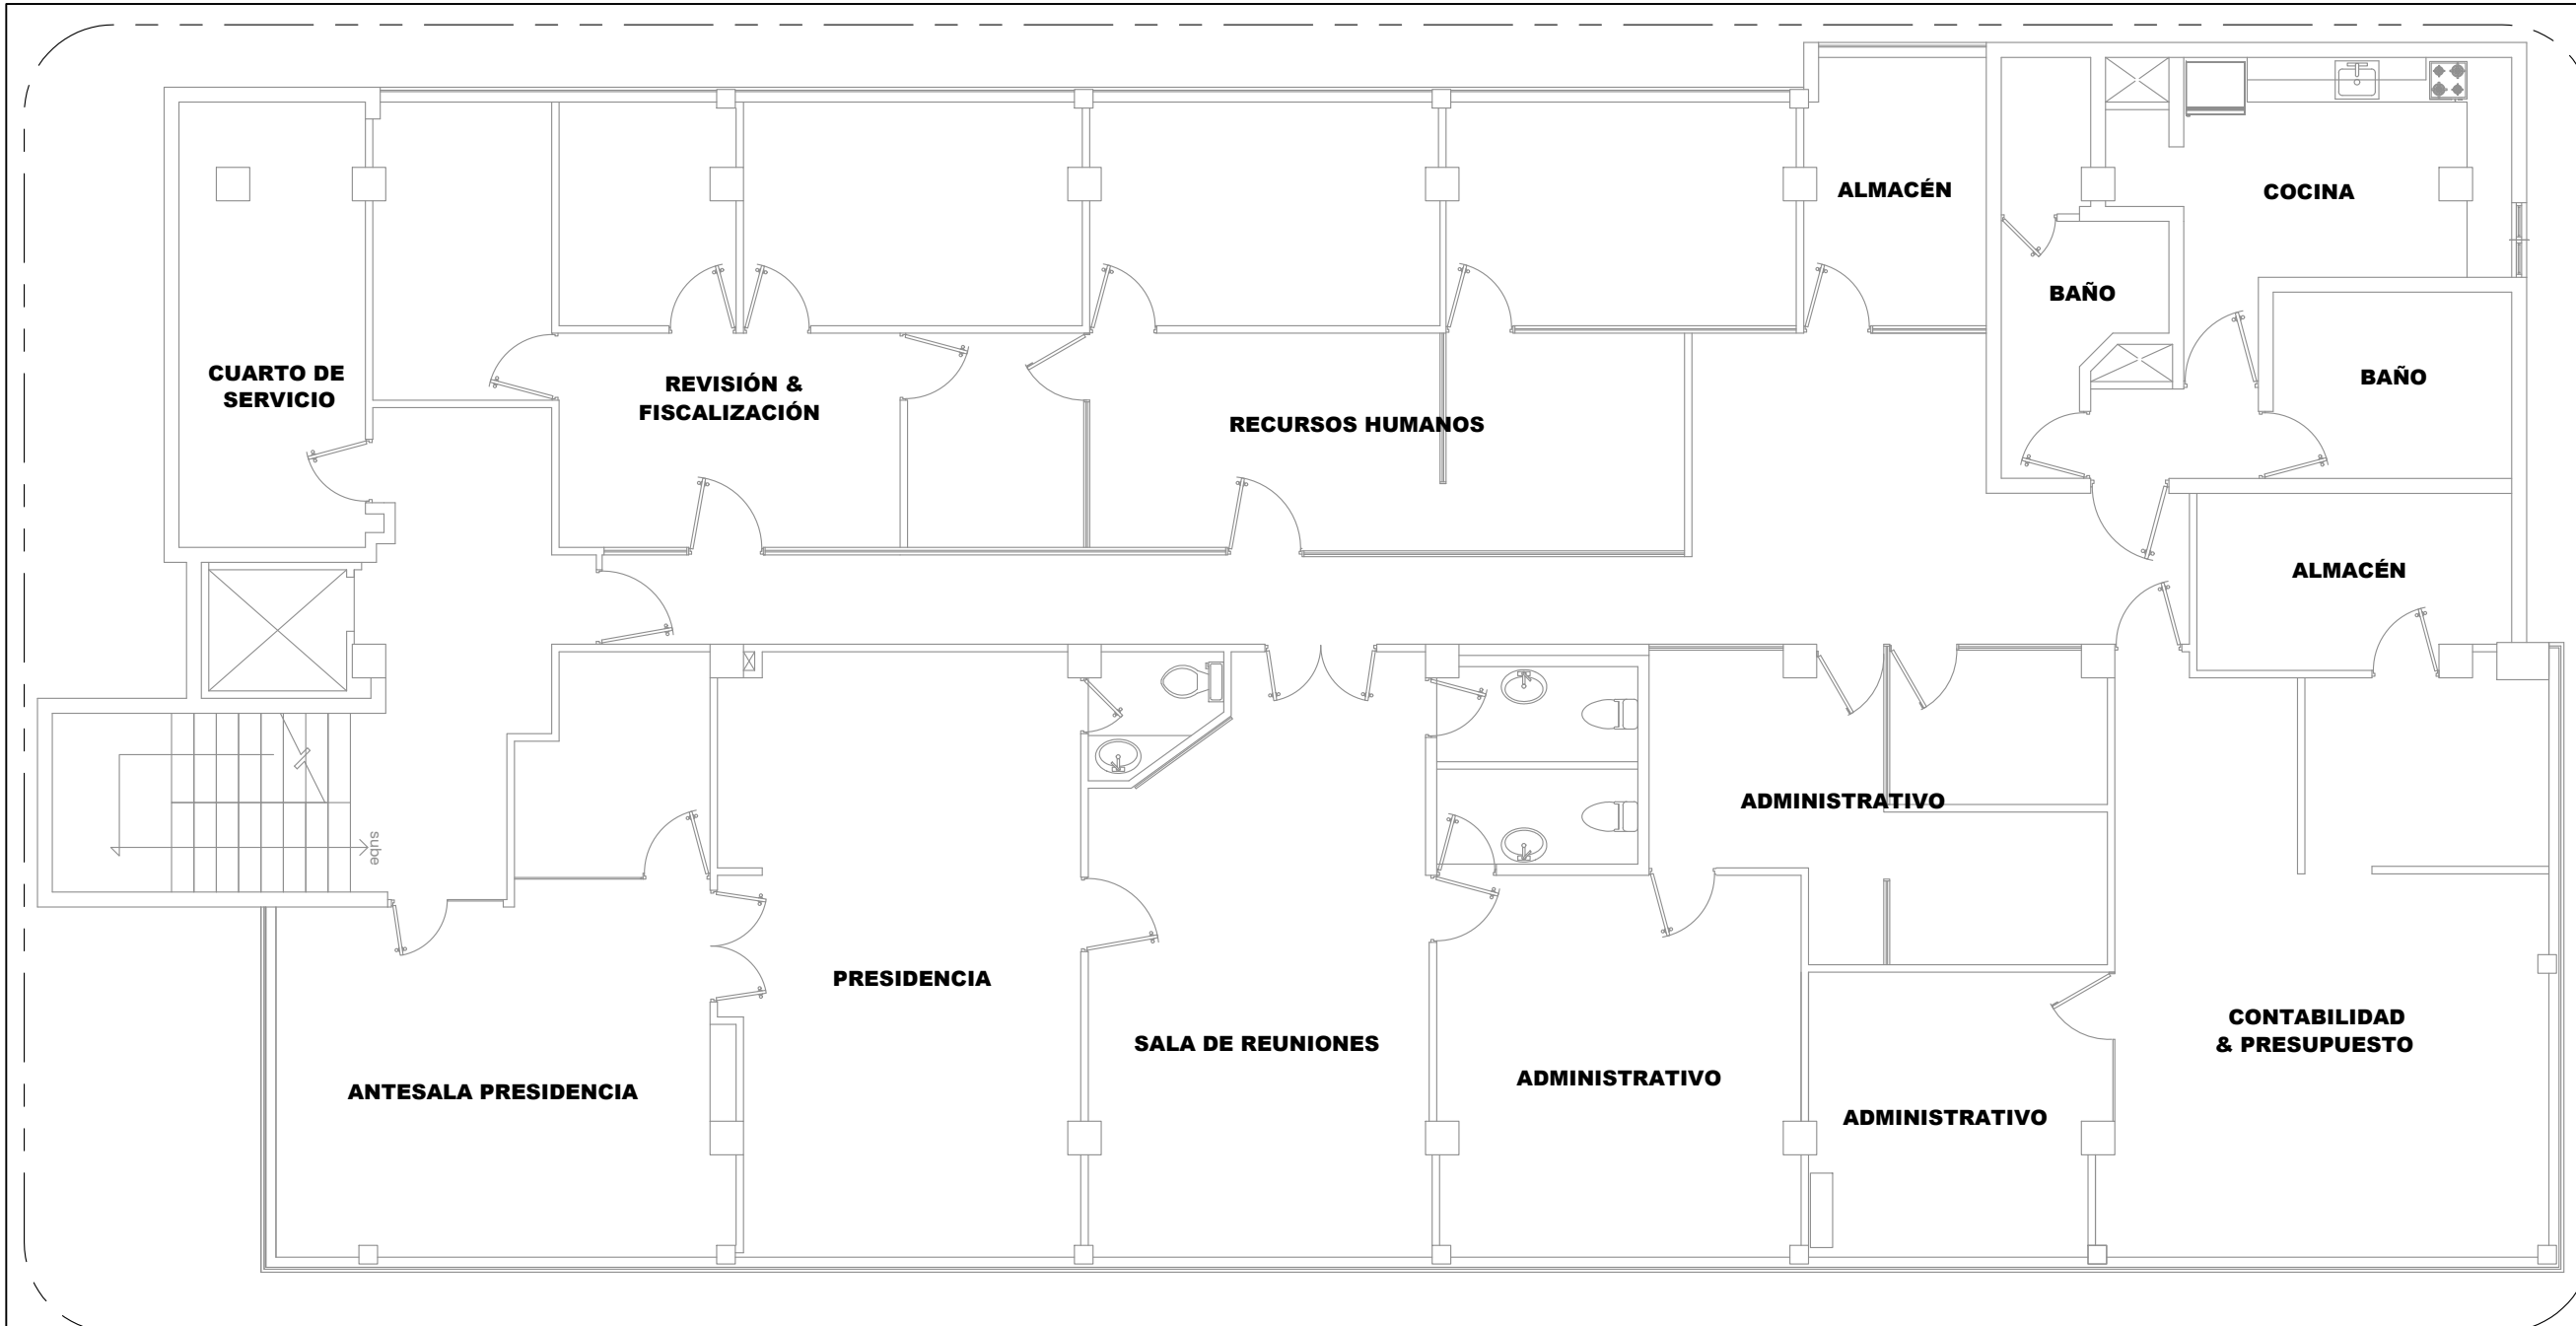 ALMACÉN
COCINA
BAÑO
CUARTO DE
SERVICIO
REVISIÓN &
FISCALIZACIÓN
BAÑO
RECURSOS HUMANOS
ALMACÉN
ADMINISTRATIVO
sube
PRESIDENCIA
SALA DE REUNIONES
CONTABILIDAD
& PRESUPUESTO
ANTESALA PRESIDENCIA
ADMINISTRATIVO
ADMINISTRATIVO